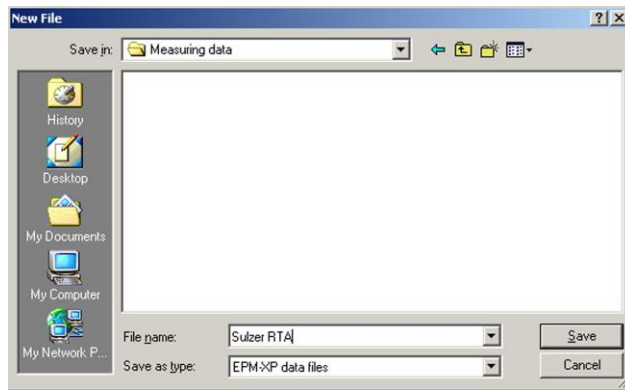 New File
Save in:
Measuring data
History
Desktop
My Documents
My Computer
My Network P...
File name:
Sulzer RTA
Save
Save as type:
EPM-XP data files
Cancel